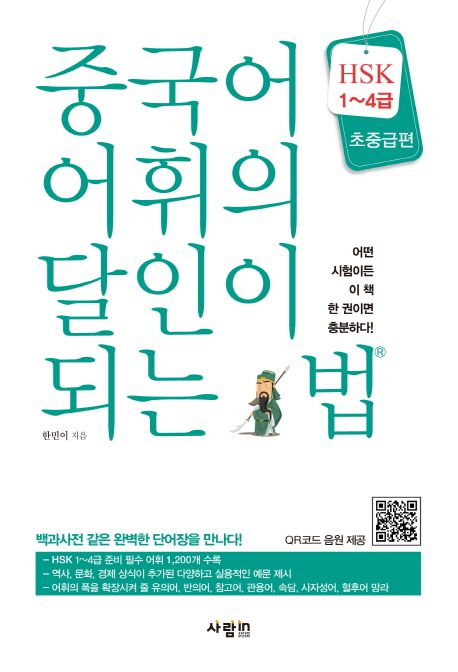 중국어
어휘의
달인이
되는 법®
HSK
1~4급
초중급편
어떤
시험이든
이 책
한 권이면
충분하다!
한민이 지음
백과사전 같은 완벽한 단어장을 만나다!
QR코드 음원 제공
– HSK 1~4급 준비 필수 어휘 1,200개 수록
– 역사, 문화, 경제 상식이 추가된 다양하고 실용적인 예문 제시
– 어휘의 폭을 확장시켜 줄 유의어, 반의어, 참고어, 관용어, 속담, 사자성어, 헐후어 망라
사람in